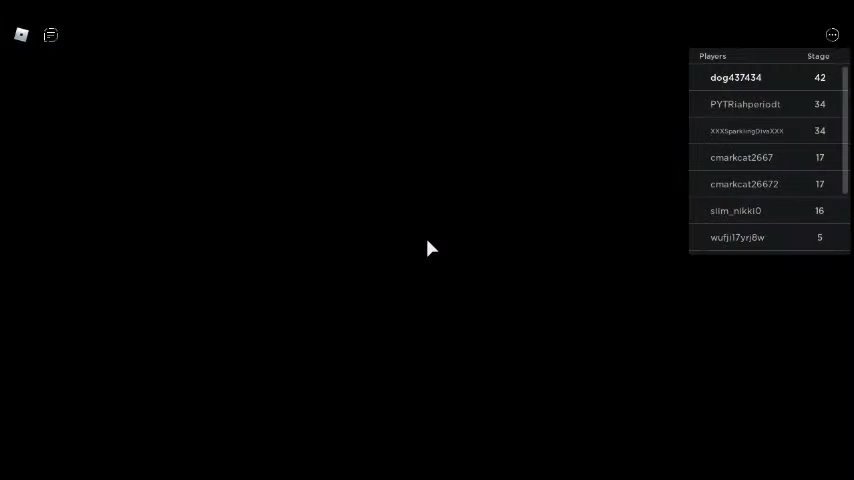 Players Stage
dog437434 42
PYTRiahperiodt 34
XXXSparklingDivaXXX 34
cmarkcat2667 17
cmarkcat26672 17
slim_nikki0 16
wufji17yrj8w 5